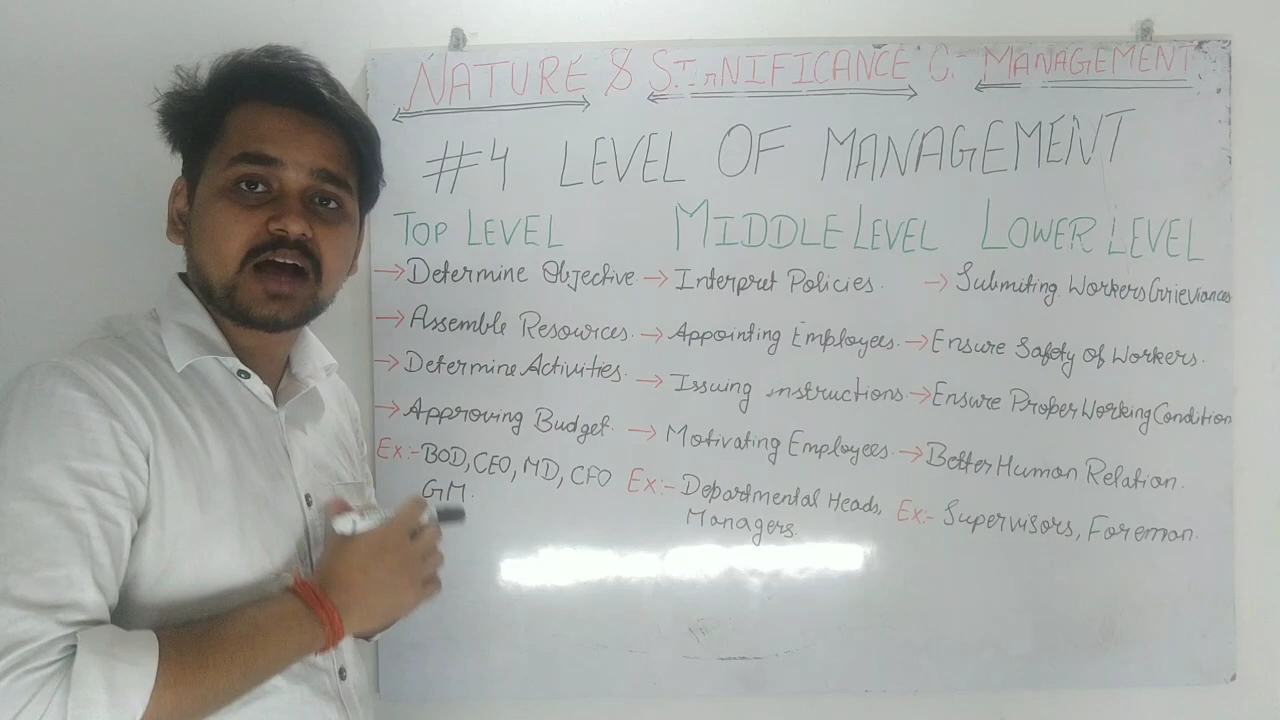 NATURE & SIGNIFICANCE O. MANAGEMENT
#4 LEVEL OF MANAGEMENT
TOP LEVEL
→Determine Objective.
→Assemble Resources.
→Determine Activities.
→Approving Budget.
Ex:-BOD, CEO, MD, CFO
GM.
MIDDLE LEVEL
→Interpret Policies.
→Appointing Employees.
→Issuing instructions.
→Motivating Employees.
Ex:-Departmental Heads,
Managers.
LOWER LEVEL
→Submiting Workers Grrieviances
→Ensure Safety of Workers.
→Ensure Proper Working Condition
→Better Human Relation.
Ex:-Supervisors, Foreman.